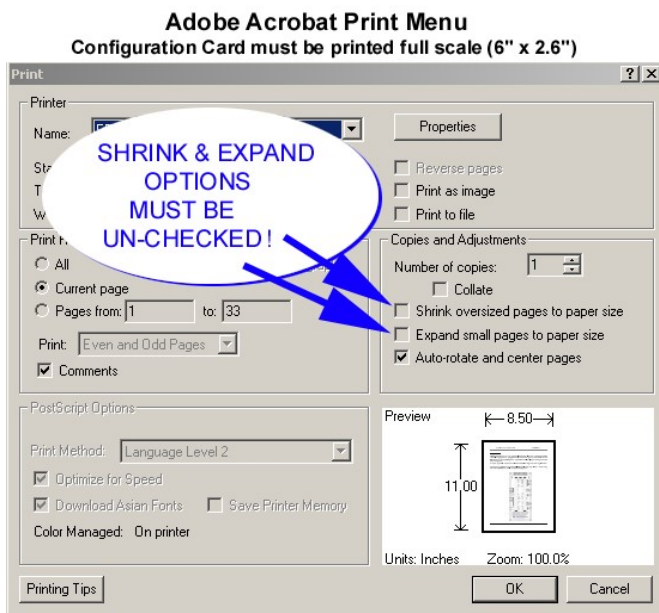 Adobe Acrobat Print Menu
Configuration Card must be printed full scale (6" x 2.6")
Print
Printer
Name:
Properties
SHRINK & EXPAND
OPTIONS
MUST BE
UN-CHECKED!
Reverse pages
Print as image
Print to file
All
Current page
Pages from: 1 to: 33
Print: Even and Odd Pages
Comments
Copies and Adjustments
Number of copies: 1
Collate
Shrink oversized pages to paper size
Expand small pages to paper size
Auto-rotate and center pages
PostScript Options
Print Method: Language Level 2
Optimize for Speed
Download Asian Fonts Save Printer Memory
Color Managed: On printer
Preview
8.50
11.00
Units: Inches Zoom: 100.0%
Printing Tips
OK
Cancel